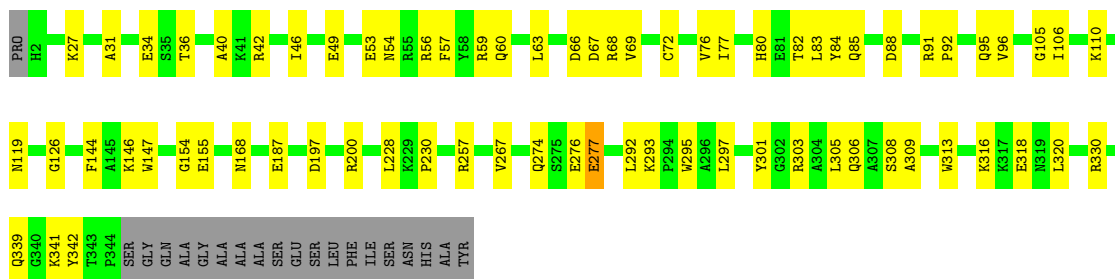 PRO H2 K27 A31 E34 S35 T36 A40 K41 R42 I46 E49 E53 N54 R55 R56 F57 Y58 R59 Q60 L63 D66 D67 R68 V69 C72 V76 I77 H80 E81 T82 L83 Y84 Q85 D88 R91 P92 Q95 V96 G105 I106 K110
N119 G126 F144 A145 K146 W147 G154 E155 N168 E187 D197 R200 L228 K229 P230 R257 V267 Q274 S275 E276 E277 L292 K293 P294 W295 A296 L297 Y301 G302 R303 A304 L305 Q306 A307 S308 A309 W313 K316 K317 E318 N319 L320 R330
Q339 G340 K341 Y342 T343 P344 SER GLY GLN ALA GLY ALA ALA ALA SER GLU SER LEU PHE ILE SER ASN HIS ALA TYR